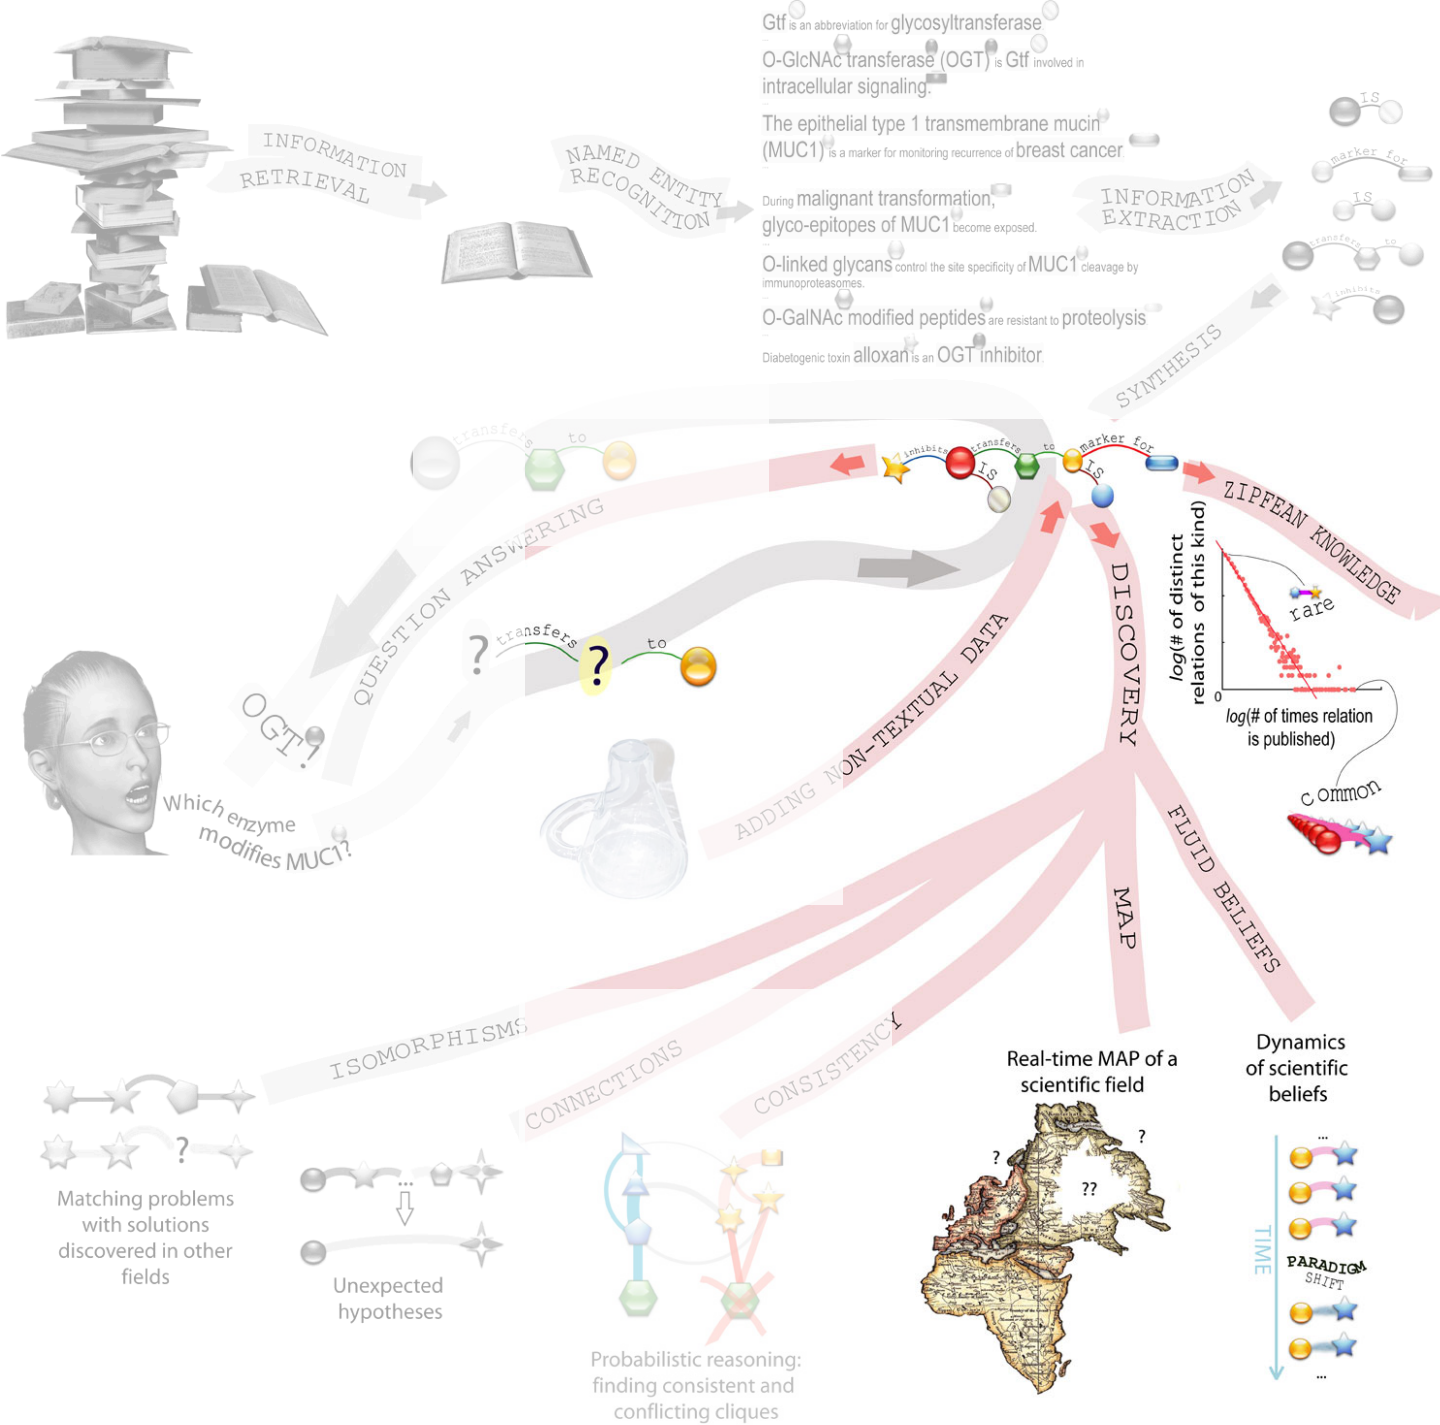 Gtf is an abbreviation for glycosyltransferase
O-GlcNAc transferase (OGT) is Gtf involved in
intracellular signaling.
The epithelial type 1 transmembrane mucin
(MUC1) is a marker for monitoring recurrence of breast cancer
During malignant transformation,
glyco-epitopes of MUC1 become exposed.
O-linked glycans control the site specificity of MUC1 cleavage by
immunoproteasomes.
O-GalNAc modified peptides are resistant to proteolysis
Diabetogenic toxin alloxan is an OGT inhibitor
INFORMATION
RETRIEVAL
NAMED ENTITY
RECOGNITION
INFORMATION
EXTRACTION
IS
marker for
IS
transfers to
inhibits
SYNTHESIS
transfers to
inhibits transfers to marker for
IS IS
QUESTION ANSWERING
ZIPFEAN KNOWLEDGE
log(# of distinct
relations of this kind)
rare
0
log(# of times relation
is published)
common
? transfers ? to
OGT!
Which enzyme
modifies MUC1?
ADDING NON-TEXTUAL DATA
DISCOVERY
ISOMORPHISMS
CONNECTIONS
CONSISTENCY
MAP
FLUID BELIEFS
?
Matching problems
with solutions
discovered in other
fields
...
Unexpected
hypotheses
Probabilistic reasoning:
finding consistent and
conflicting cliques
Real-time MAP of a
scientific field
?
?
??
Dynamics
of scientific
beliefs
...
TIME
PARADIGM
SHIFT
...